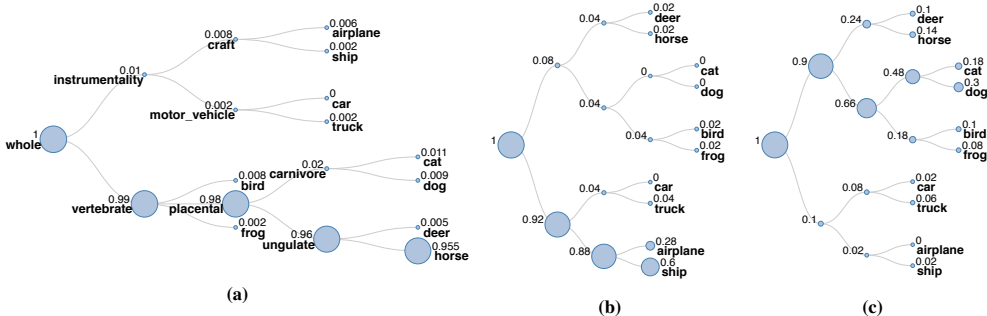 0.006
airplane
0.008
craft
0.002
ship
0.01
instrumentality
0
car
0.002
motor_vehicle
0.002
truck
1
whole
0.011
cat
0.02
carnivore
0.009
dog
0.008
bird
0.99
vertebrate
0.98
placental
0.002
frog
0.005
deer
0.96
ungulate
0.955
horse
(a)
0.02
deer
0.04
0.02
horse
0.08
0
cat
0
0
dog
0.04
0.02
bird
0.04
0.02
frog
1
0
car
0.04
0.04
truck
0.92
0.28
airplane
0.88
0.6
ship
(b)
0.1
deer
0.24
0.14
horse
0.9
0.18
cat
0.48
0.3
dog
0.66
0.1
bird
0.18
0.08
frog
1
0.02
car
0.08
0.06
truck
0.1
0
airplane
0.02
0.02
ship
(c)